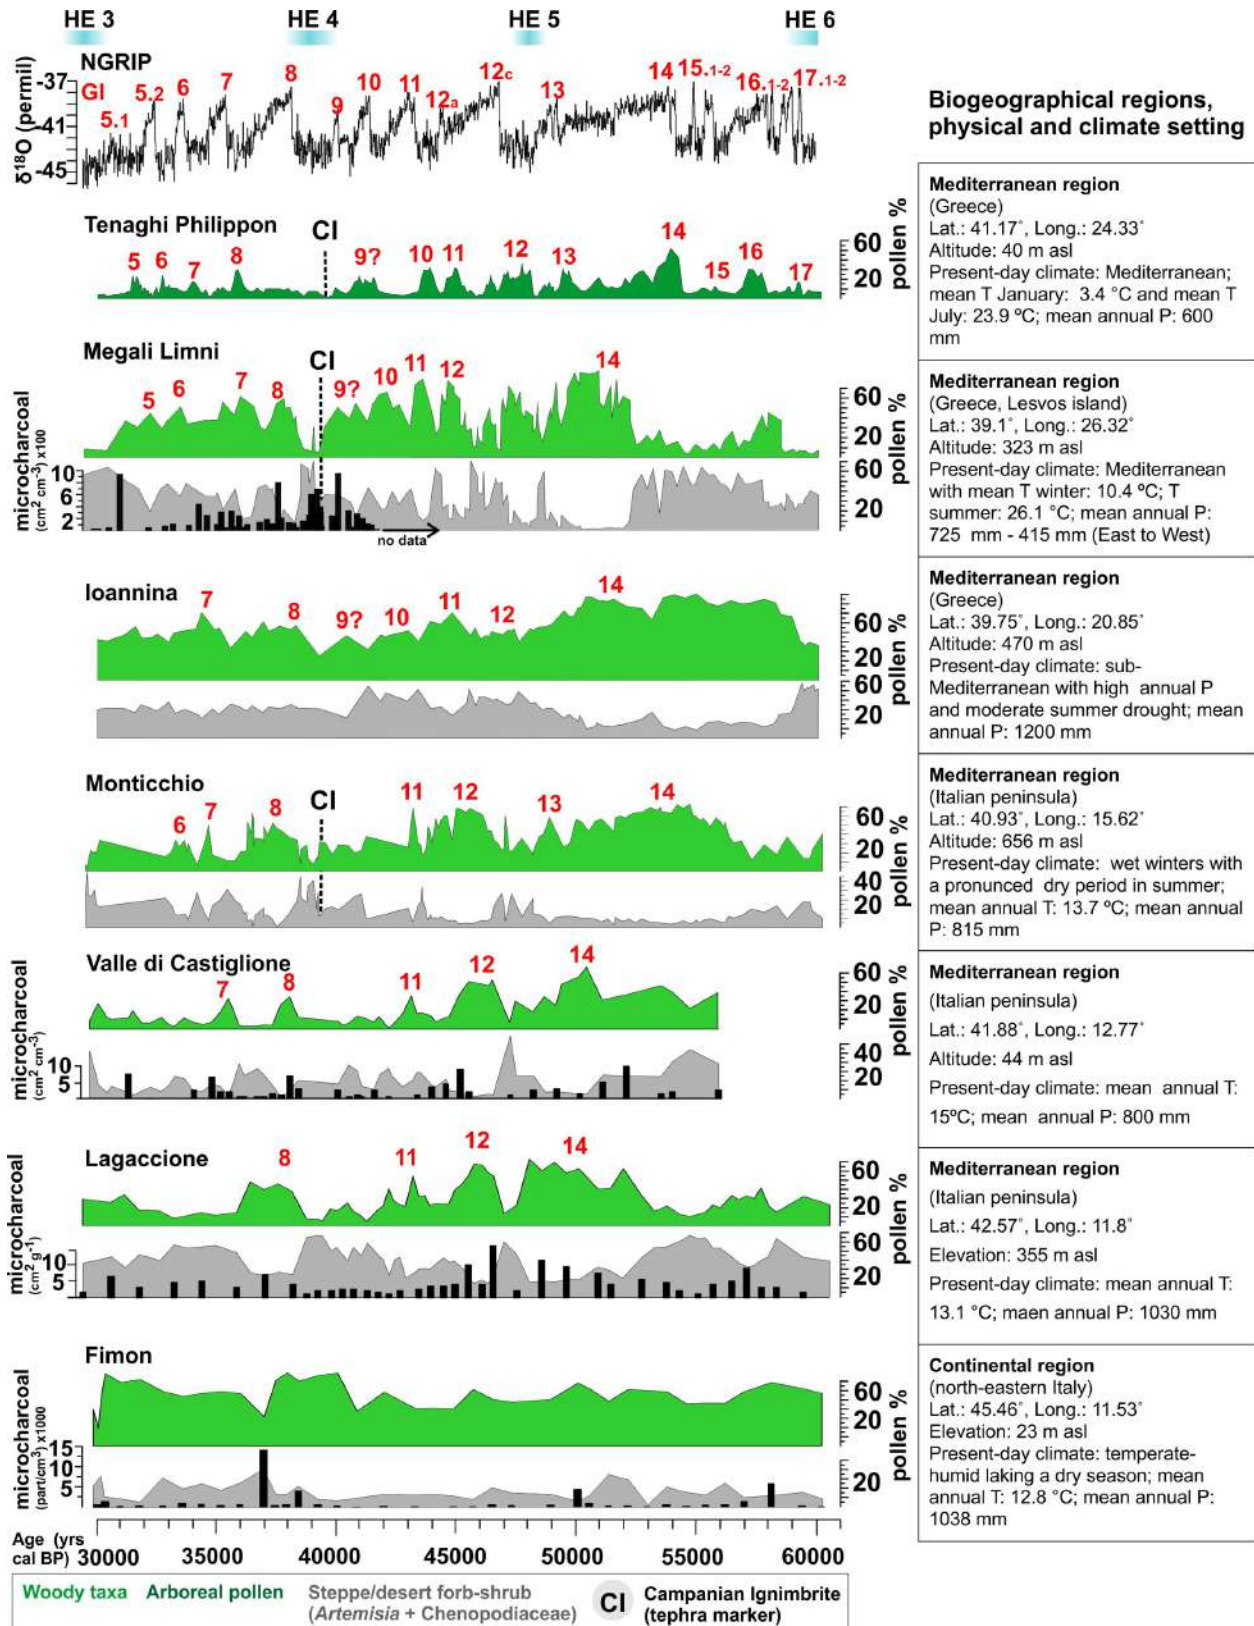 HE 3 HE 4 HE 5 HE 6
NGRIP
δ18O (permil)
-37
-41
-45
GI
5.1 5.2 6 7 8 9 10 11 12a 12c 13 14 15.1-2 16.1-2 17.1-2
Tenaghi Philippon
CI
5 6 7 8 9? 10 11 12 13 14 15 16 17
60
20
pollen %
Megali Limni
CI
5 6 7 8 9? 10 11 12 14
60
20
pollen %
microcharcoal
(cm² cm-3) x100
10
6
2
60
20
no data
Ioannina
7 8 9? 10 11 12 14
60
20
pollen %
60
20
Monticchio
CI
6 7 8 11 12 13 14
60
20
pollen %
40
20
Valle di Castiglione
7 8 11 12 14
60
20
pollen %
microcharcoal
(cm² cm-3)
10
5
40
20
Lagaccione
8 11 12 14
60
20
pollen %
microcharcoal
(cm² g-1)
10
5
60
20
Fimon
60
20
pollen %
microcharcoal
(part/cm³) x1000
15
10
5
20
Age (yrs
cal BP)
30000 35000 40000 45000 50000 55000 60000
Woody taxa Arboreal pollen Steppe/desert forb-shrub
(Artemisia + Chenopodiaceae)
CI Campanian Ignimbrite
(tephra marker)
Biogeographical regions,
physical and climate setting
Mediterranean region
(Greece)
Lat.: 41.17˚, Long.: 24.33˚
Altitude: 40 m asl
Present-day climate: Mediterranean;
mean T January: 3.4 °C and mean T
July: 23.9 ºC; mean annual P: 600
mm
Mediterranean region
(Greece, Lesvos island)
Lat.: 39.1˚, Long.: 26.32˚
Altitude: 323 m asl
Present-day climate: Mediterranean
with mean T winter: 10.4 ºC; T
summer: 26.1 °C; mean annual P:
725 mm - 415 mm (East to West)
Mediterranean region
(Greece)
Lat.: 39.75˚, Long.: 20.85˚
Altitude: 470 m asl
Present-day climate: sub-
Mediterranean with high annual P
and moderate summer drought; mean
annual P: 1200 mm
Mediterranean region
(Italian peninsula)
Lat.: 40.93˚, Long.: 15.62˚
Altitude: 656 m asl
Present-day climate: wet winters with
a pronunced dry period in summer;
mean annual T: 13.7 ºC; mean annual
P: 815 mm
Mediterranean region
(Italian peninsula)
Lat.: 41.88˚, Long.: 12.77˚
Altitude: 44 m asl
Present-day climate: mean annual T:
15ºC; mean annual P: 800 mm
Mediterranean region
(Italian peninsula)
Lat.: 42.57˚, Long.: 11.8˚
Elevation: 355 m asl
Present-day climate: mean annual T:
13.1 °C; maen annual P: 1030 mm
Continental region
(north-eastern Italy)
Lat.: 45.46˚, Long.: 11.53˚
Elevation: 23 m asl
Present-day climate: temperate-
humid laking a dry season; mean
annual T: 12.8 °C; mean annual P:
1038 mm